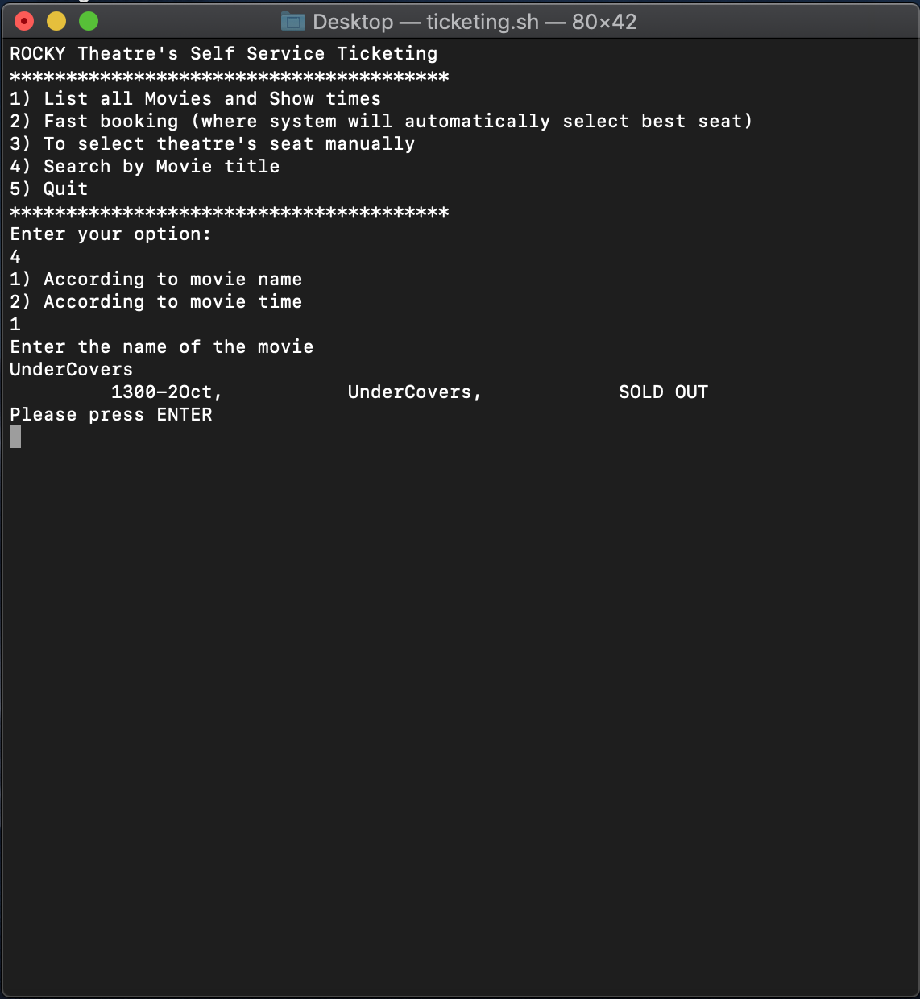 Desktop — ticketing.sh — 80×42
ROCKY Theatre's Self Service Ticketing
***************************************
1) List all Movies and Show times
2) Fast booking (where system will automatically select best seat)
3) To select theatre's seat manually
4) Search by Movie title
5) Quit
***************************************
Enter your option:
4
1) According to movie name
2) According to movie time
1
Enter the name of the movie
UnderCovers
1300-2Oct, UnderCovers, SOLD OUT
Please press ENTER